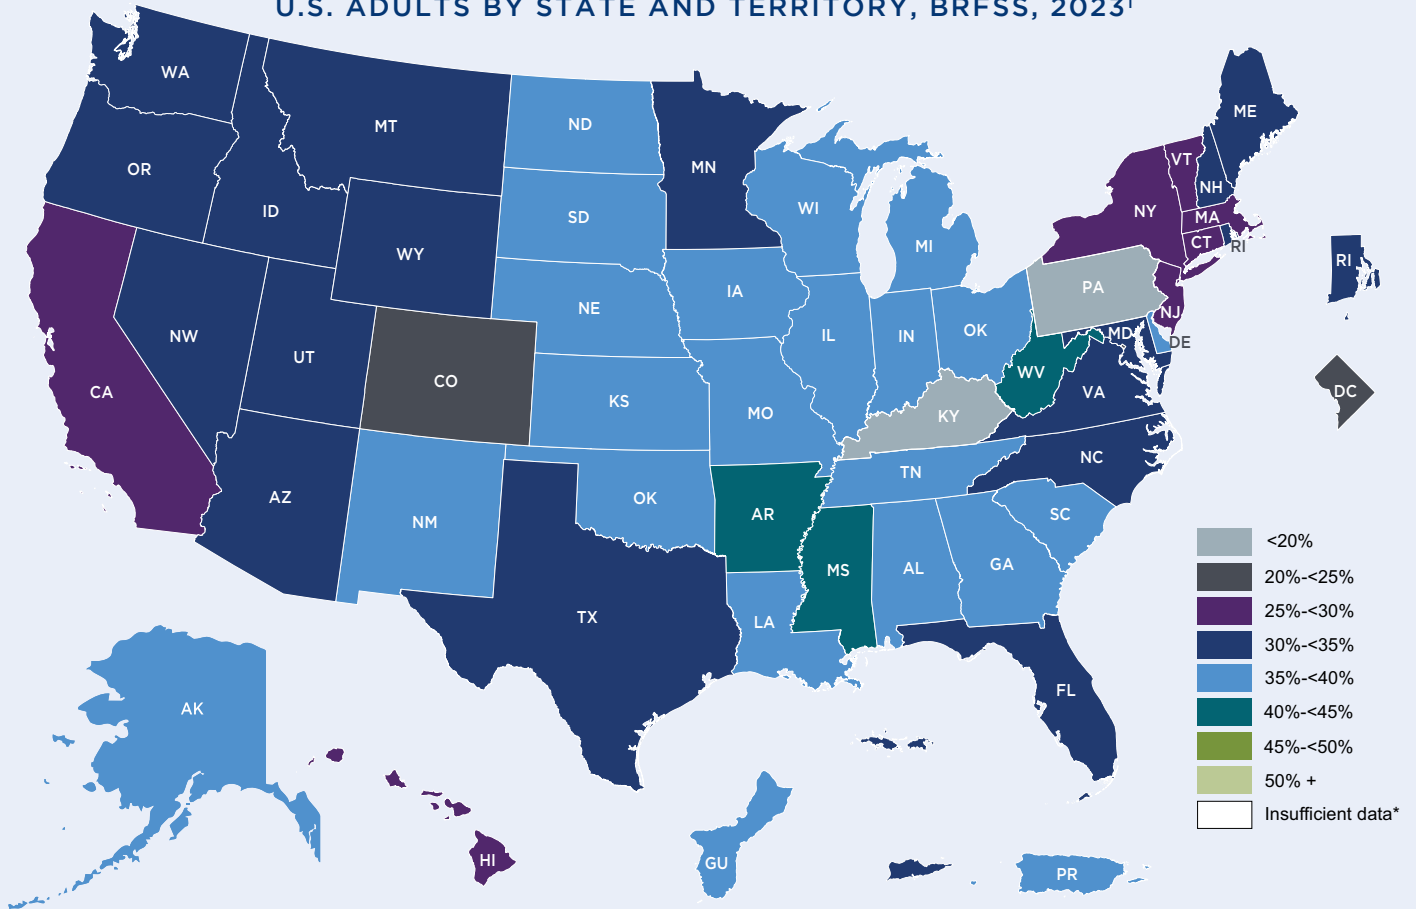 U.S. ADULTS BY STATE AND TERRITORY, BRFSS, 2023¹
WA
MT
ND
MN
ME
OR
ID
WY
SD
WI
MI
VT
NH
NY
MA
CT
RI
RI
NW
UT
CO
NE
IA
IL
IN
OK
PA
NJ
MD
DE
CA
KS
MO
KY
WV
VA
DC
AZ
NM
OK
AR
TN
NC
SC
MS
AL
GA
TX
LA
FL
AK
HI
GU
PR
<20%
20%-<25%
25%-<30%
30%-<35%
35%-<40%
40%-<45%
45%-<50%
50% +
Insufficient data*